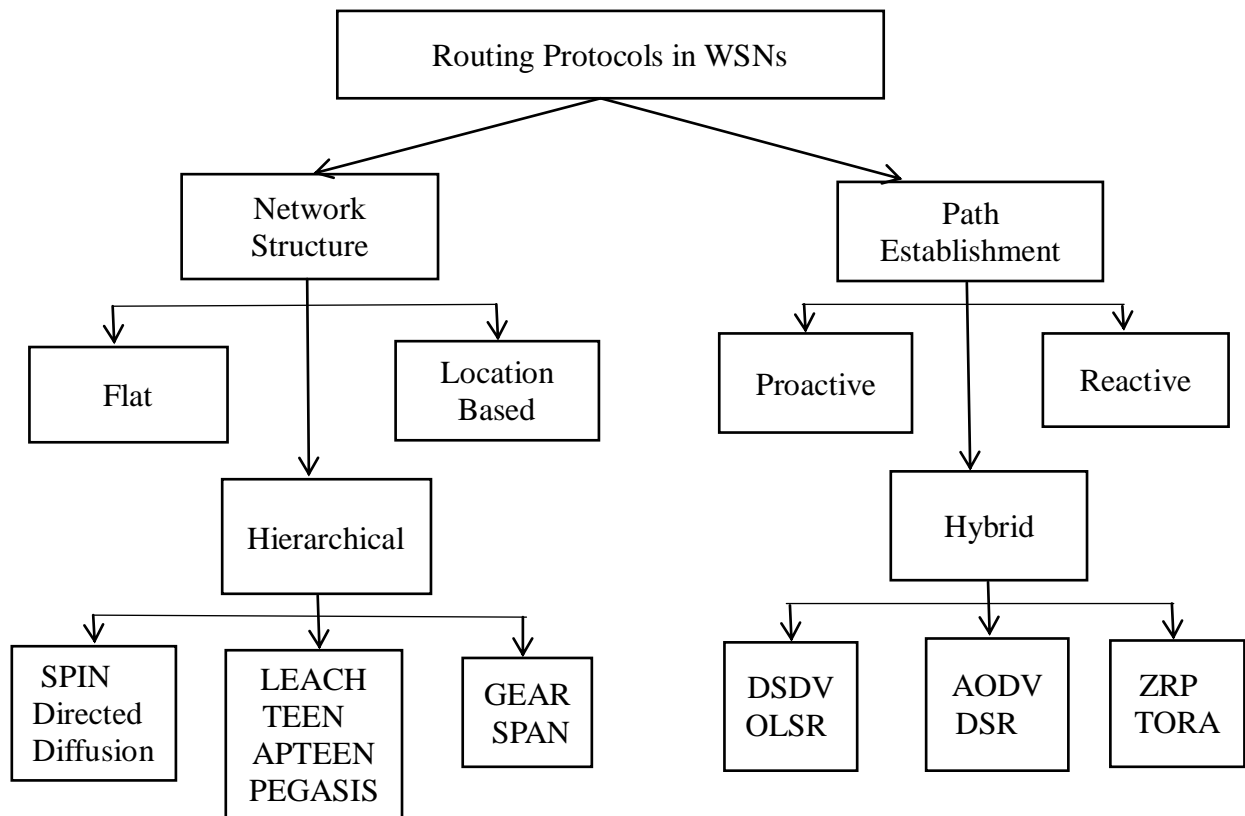 Routing Protocols in WSNs
Network
Structure
Path
Establishment
Flat
Location
Based
Proactive
Reactive
Hierarchical
Hybrid
SPIN
Directed
Diffusion
LEACH
TEEN
APTEEN
PEGASIS
GEAR
SPAN
DSDV
OLSR
AODV
DSR
ZRP
TORA